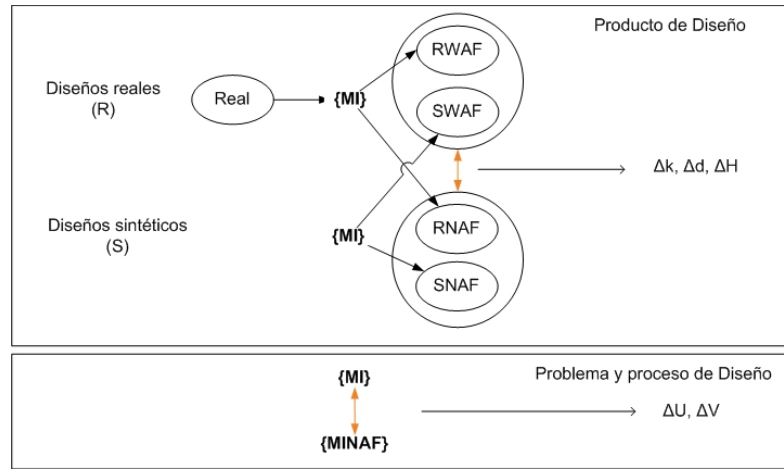 Producto de Diseño
RWAF
Diseños reales
(R)
Real
{MI}
SWAF
Δk, Δd, ΔH
Diseños sintéticos
(S)
{MI}
RNAF
SNAF
{MI}
Problema y proceso de Diseño
ΔU, ΔV
{MINAF}